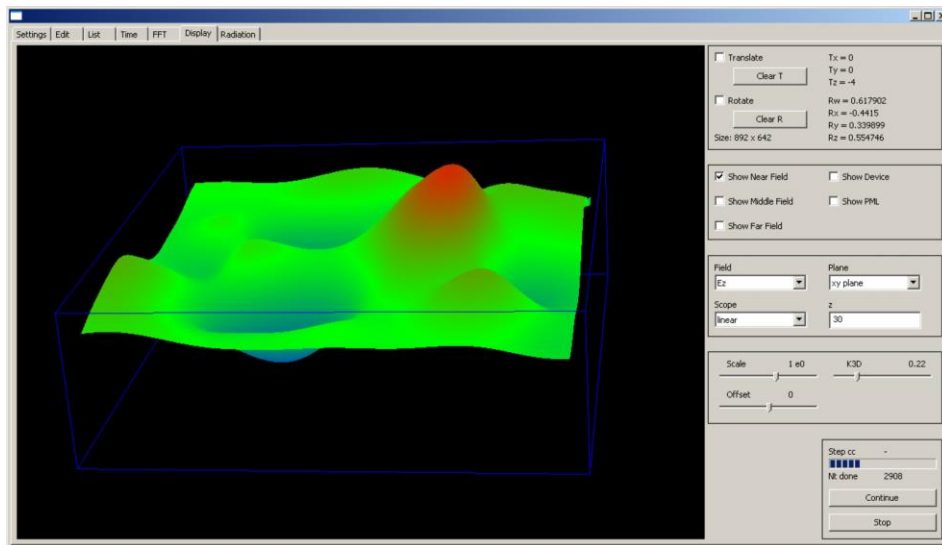 Settings Edit List Time FFT Display Radiation
Translate
Clear T
Tx = 0
Ty = 0
Tz = -4
Rotate
Clear R
Rw = 0.617902
Rx = -0.4415
Ry = 0.339899
Size: 892 x 642
Rz = 0.554746
Show Near Field Show Device
Show Middle Field Show PML
Show Far Field
Field Plane
Ez xy plane
Scope z
linear 30
Scale 1 e0 K3D 0.22
Offset 0
Step cc -
Nt done 2908
Continue
Stop